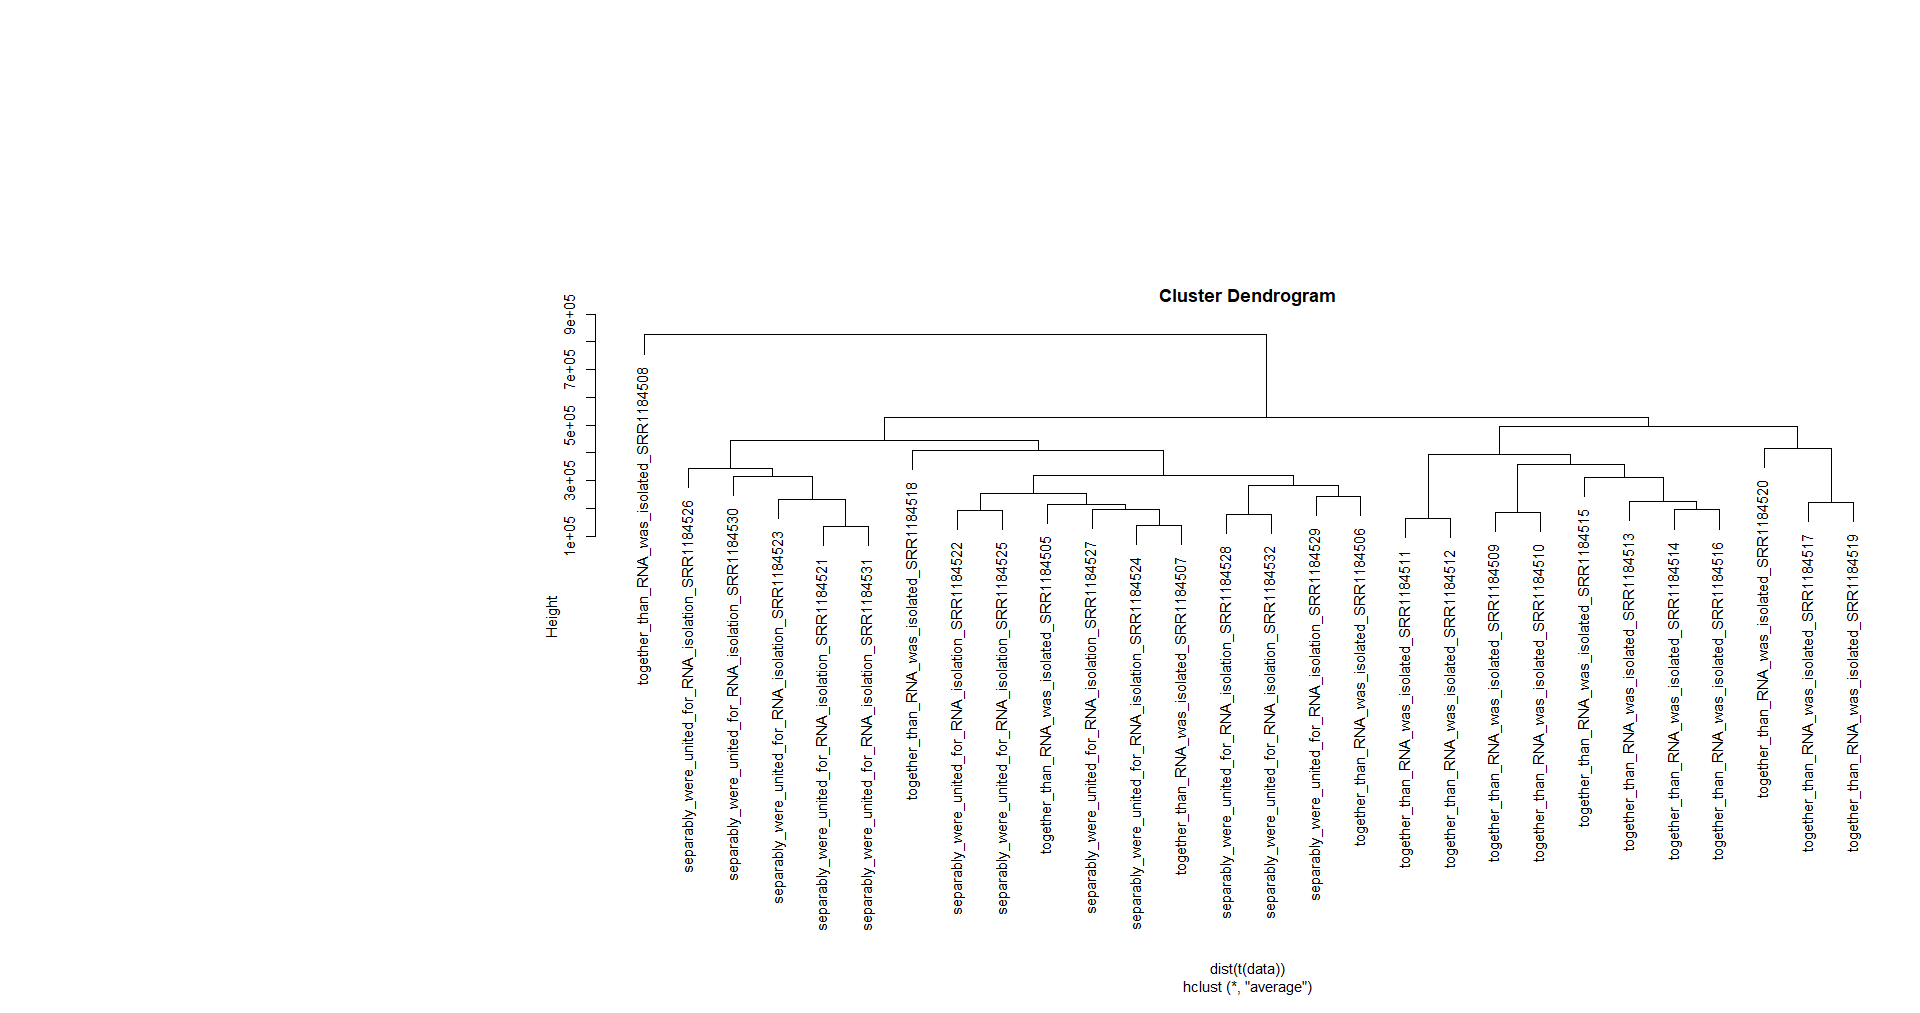 Cluster Dendrogram
Height
9e+05
7e+05
5e+05
3e+05
1e+05
together_than_RNA_was_isolated_SRR1184508
separably_were_united_for_RNA_isolation_SRR1184526
separably_were_united_for_RNA_isolation_SRR1184530
separably_were_united_for_RNA_isolation_SRR1184523
separably_were_united_for_RNA_isolation_SRR1184521
separably_were_united_for_RNA_isolation_SRR1184531
together_than_RNA_was_isolated_SRR1184518
separably_were_united_for_RNA_isolation_SRR1184522
separably_were_united_for_RNA_isolation_SRR1184525
together_than_RNA_was_isolated_SRR1184505
separably_were_united_for_RNA_isolation_SRR1184527
separably_were_united_for_RNA_isolation_SRR1184524
together_than_RNA_was_isolated_SRR1184507
separably_were_united_for_RNA_isolation_SRR1184528
separably_were_united_for_RNA_isolation_SRR1184532
separably_were_united_for_RNA_isolation_SRR1184529
together_than_RNA_was_isolated_SRR1184506
together_than_RNA_was_isolated_SRR1184511
together_than_RNA_was_isolated_SRR1184512
together_than_RNA_was_isolated_SRR1184509
together_than_RNA_was_isolated_SRR1184510
together_than_RNA_was_isolated_SRR1184515
together_than_RNA_was_isolated_SRR1184513
together_than_RNA_was_isolated_SRR1184514
together_than_RNA_was_isolated_SRR1184516
together_than_RNA_was_isolated_SRR1184520
together_than_RNA_was_isolated_SRR1184517
together_than_RNA_was_isolated_SRR1184519
dist(t(data))
hclust (*, "average")